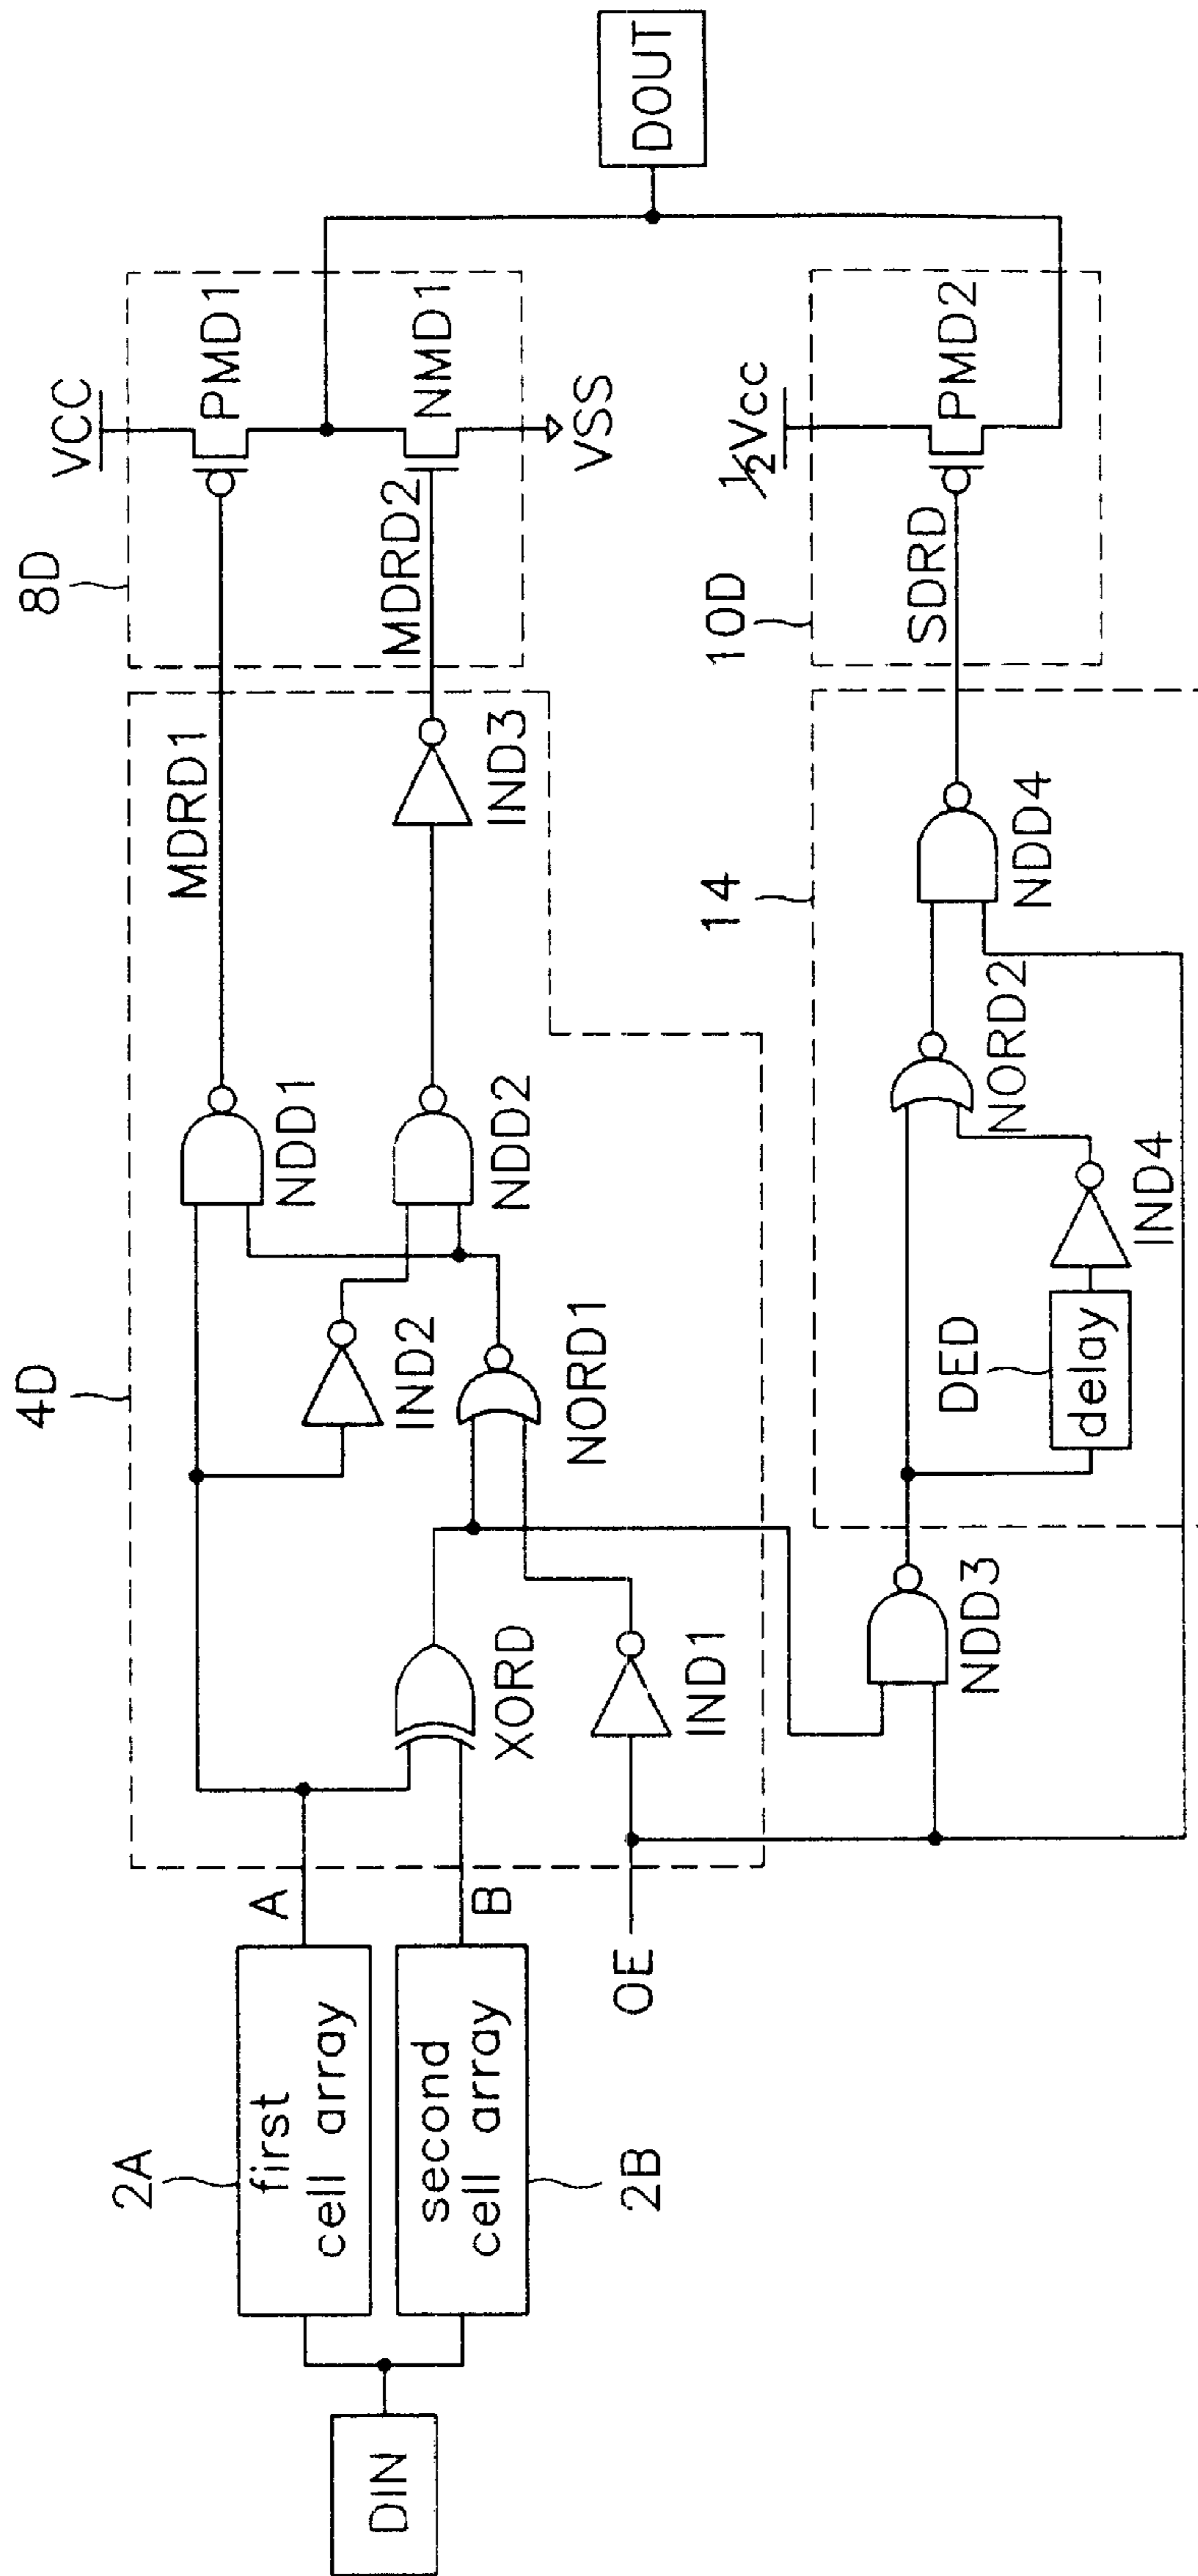 DIN
2A
first
cell array
second
cell array
2B
A
B
OE
4D
XORD
IND1
IND2
NORD1
NDD1
NDD2
IND3
MDRD1
MDRD2
8D
VCC
PMD1
NMD1
VSS
DOUT
NDD3
14
DED
delay
IND4
NORD2
NDD4
SDRD
10D
½Vcc
PMD2